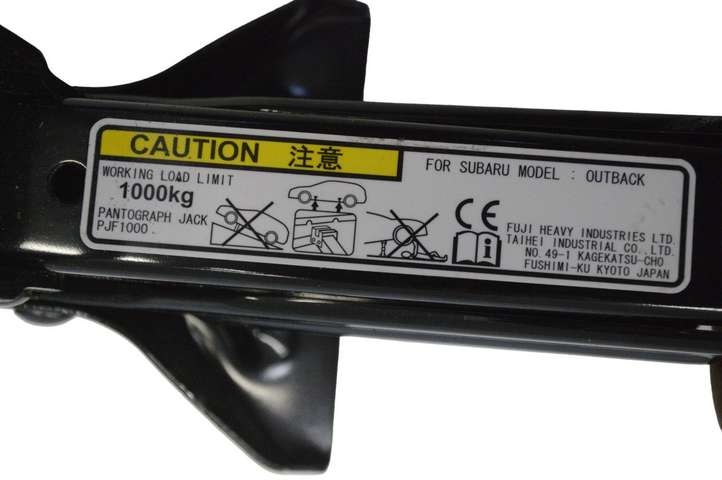 CAUTION 注意
WORKING LOAD LIMIT
1000kg
PANTOGRAPH JACK
PJF1000
FOR SUBARU MODEL : OUTBACK
CE
FUJI HEAVY INDUSTRIES LTD.
TAIHEI INDUSTRIAL CO., LTD.
NO. 49-1 KAGEKATSU-CHO
FUSHIMI-KU KYOTO JAPAN